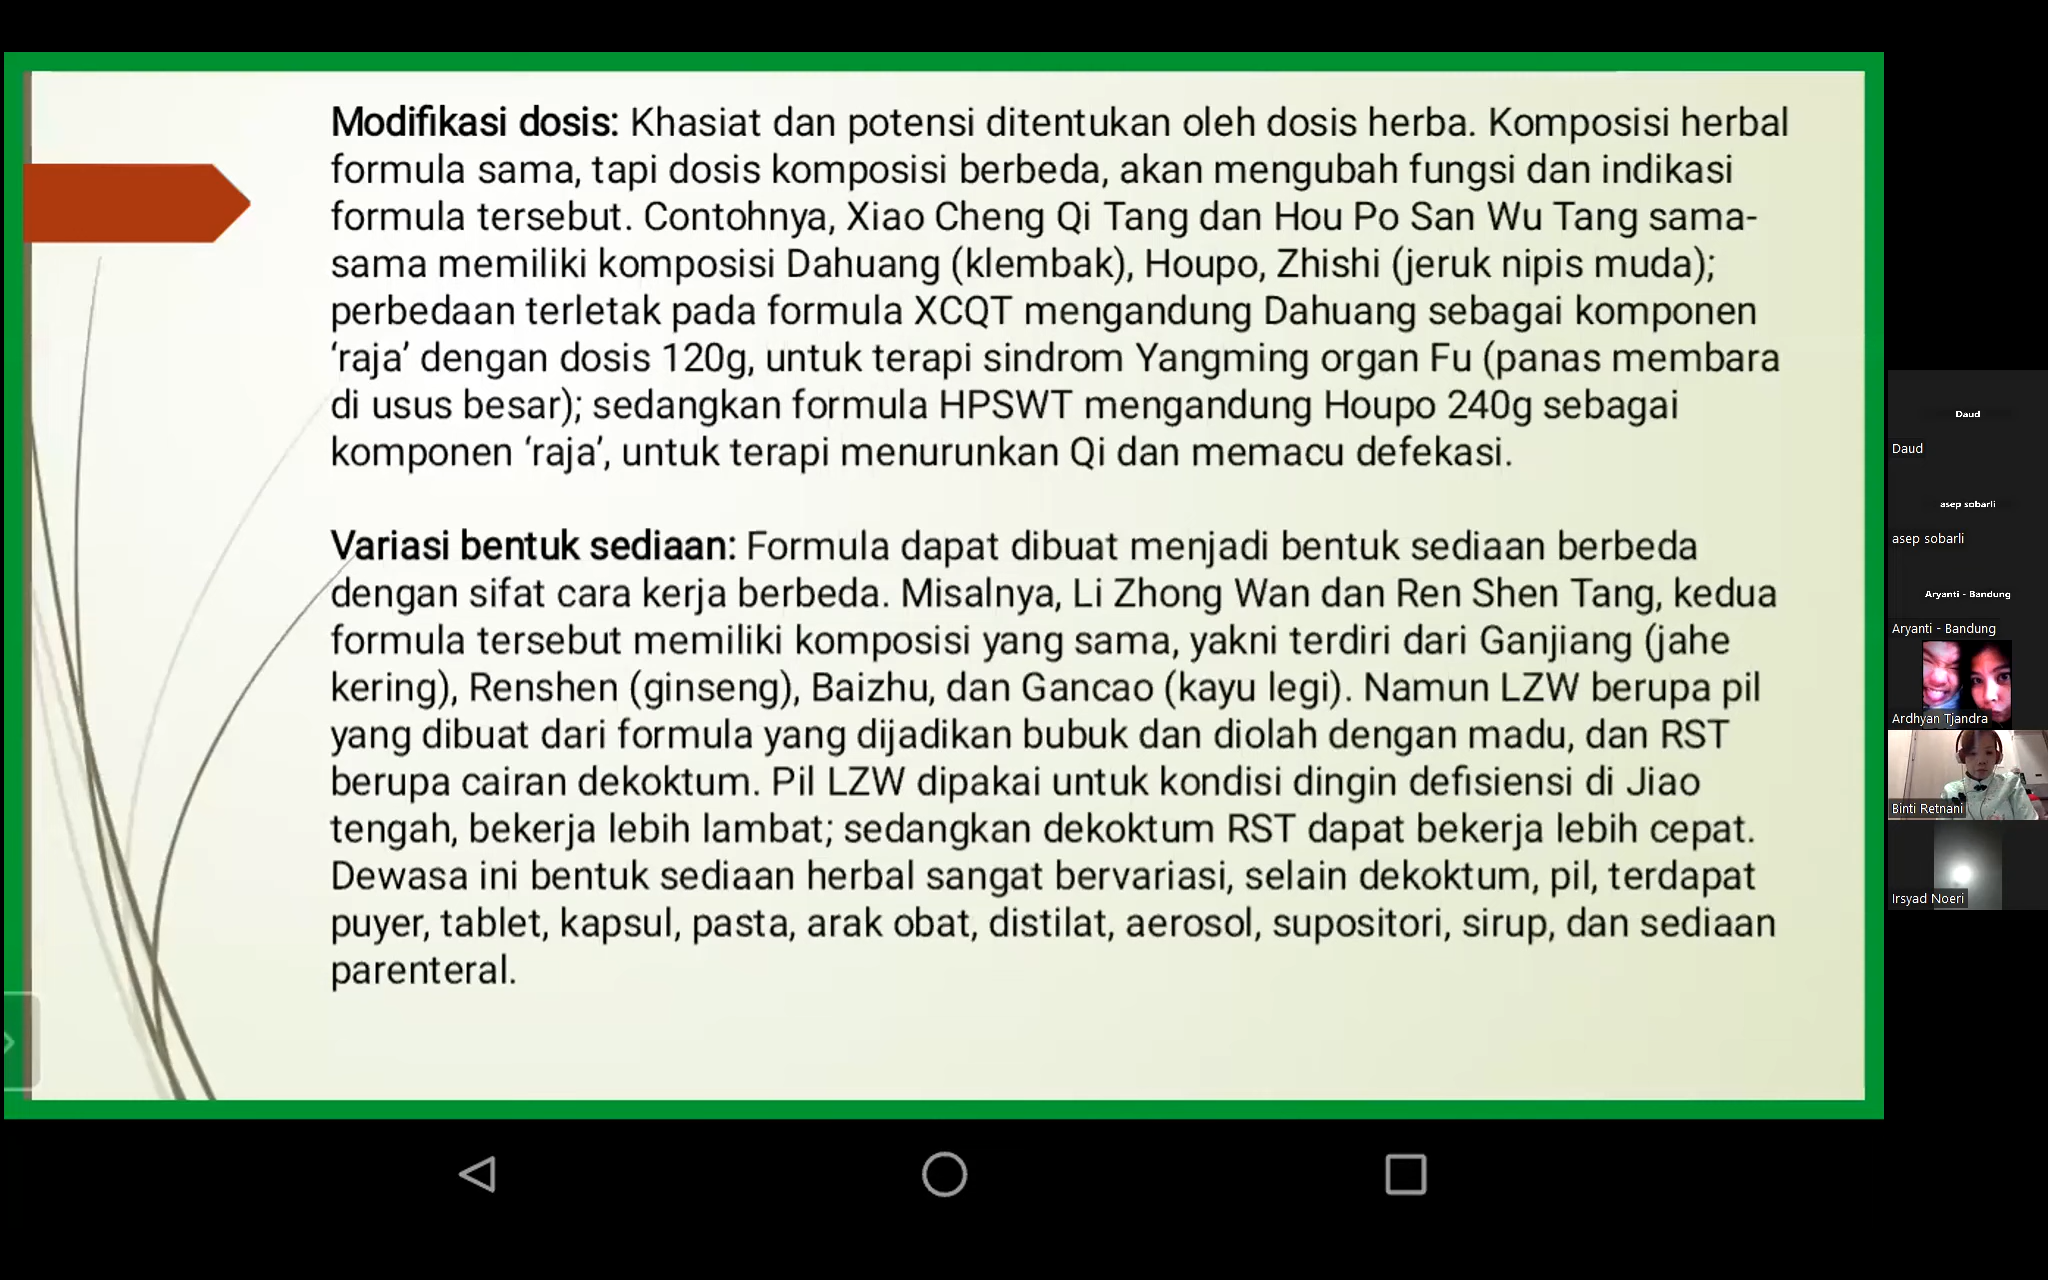 Modifikasi dosis: Khasiat dan potensi ditentukan oleh dosis herba. Komposisi herbal
formula sama, tapi dosis komposisi berbeda, akan mengubah fungsi dan indikasi
formula tersebut. Contohnya, Xiao Cheng Qi Tang dan Hou Po San Wu Tang sama-
sama memiliki komposisi Dahuang (klembak), Houpo, Zhishi (jeruk nipis muda);
perbedaan terletak pada formula XCQT mengandung Dahuang sebagai komponen
‘raja’ dengan dosis 120g, untuk terapi sindrom Yangming organ Fu (panas membara
di usus besar); sedangkan formula HPSWT mengandung Houpo 240g sebagai
komponen ‘raja’, untuk terapi menurunkan Qi dan memacu defekasi.
Variasi bentuk sediaan: Formula dapat dibuat menjadi bentuk sediaan berbeda
dengan sifat cara kerja berbeda. Misalnya, Li Zhong Wan dan Ren Shen Tang, kedua
formula tersebut memiliki komposisi yang sama, yakni terdiri dari Ganjiang (jahe
kering), Renshen (ginseng), Baizhu, dan Gancao (kayu legi). Namun LZW berupa pil
yang dibuat dari formula yang dijadikan bubuk dan diolah dengan madu, dan RST
berupa cairan dekoktum. Pil LZW dipakai untuk kondisi dingin defisiensi di Jiao
tengah, bekerja lebih lambat; sedangkan dekoktum RST dapat bekerja lebih cepat.
Dewasa ini bentuk sediaan herbal sangat bervariasi, selain dekoktum, pil, terdapat
puyer, tablet, kapsul, pasta, arak obat, distilat, aerosol, supositori, sirup, dan sediaan
parenteral.
Daud
Daud
asep sobarli
asep sobarli
Aryanti - Bandung
Aryanti - Bandung
Ardhyan Tjandra
Binti Retnani
Irsyad Noeri